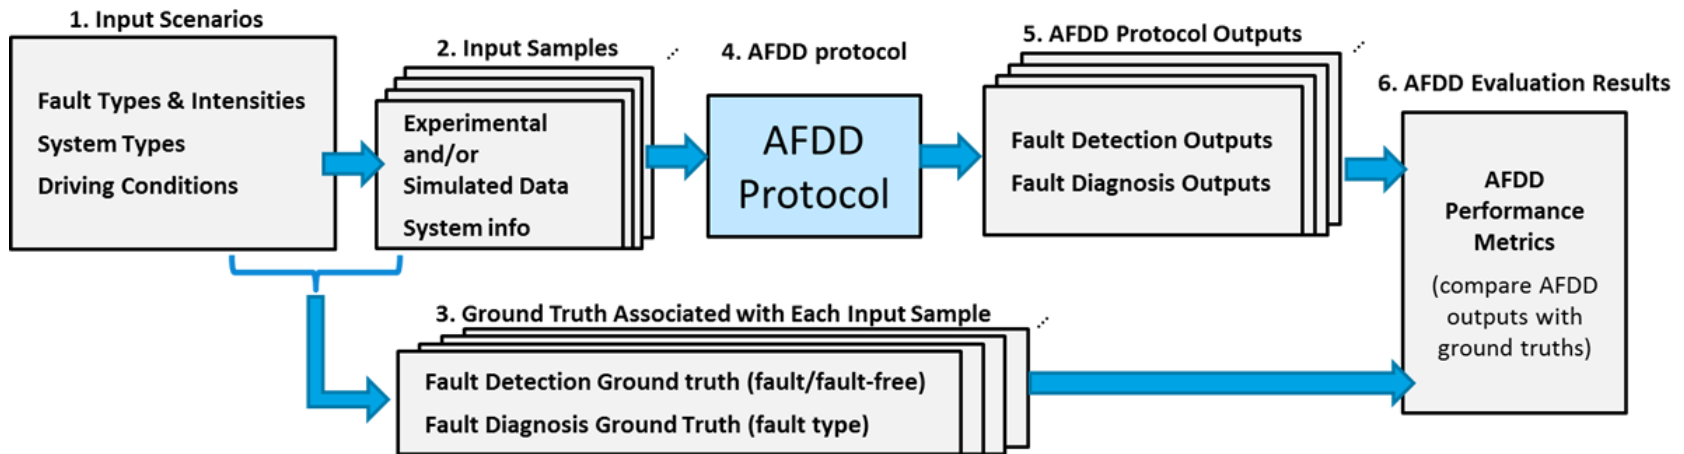 1. Input Scenarios
Fault Types & Intensities
System Types
Driving Conditions
2. Input Samples
Experimental
and/or
Simulated Data
System info
4. AFDD protocol
AFDD
Protocol
5. AFDD Protocol Outputs
Fault Detection Outputs
Fault Diagnosis Outputs
6. AFDD Evaluation Results
AFDD
Performance
Metrics
(compare AFDD
outputs with
ground truths)
3. Ground Truth Associated with Each Input Sample
Fault Detection Ground truth (fault/fault-free)
Fault Diagnosis Ground Truth (fault type)